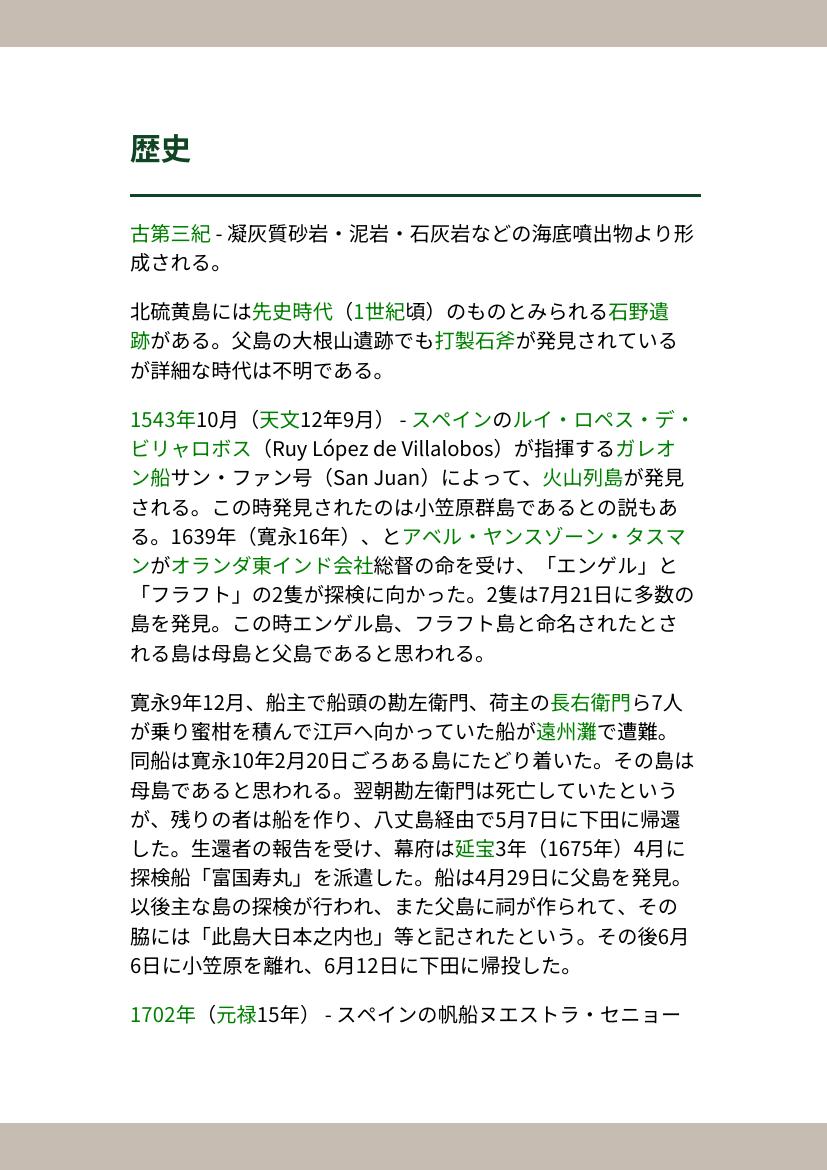 歴史
古第三紀 - 凝灰質砂岩・泥岩・石灰岩などの海底噴出物より形
成される。
北硫黄島には先史時代（1世紀頃）のものとみられる石野遺
跡がある。父島の大根山遺跡でも打製石斧が発見されている
が詳細な時代は不明である。
1543年10月（天文12年9月） - スペインのルイ・ロペス・デ・
ビリャロボス（Ruy López de Villalobos）が指揮するガレオ
ン船サン・ファン号（San Juan）によって、火山列島が発見
される。この時発見されたのは小笠原群島であるとの説もあ
る。1639年（寛永16年）、とアベル・ヤンスゾーン・タスマ
ンがオランダ東インド会社総督の命を受け、「エンゲル」と
「フラフト」の2隻が探検に向かった。2隻は7月21日に多数の
島を発見。この時エンゲル島、フラフト島と命名されたとさ
れる島は母島と父島であると思われる。
寛永9年12月、船主で船頭の勘左衛門、荷主の長右衛門ら7人
が乗り蜜柑を積んで江戸へ向かっていた船が遠州灘で遭難。
同船は寛永10年2月20日ごろある島にたどり着いた。その島は
母島であると思われる。翌朝勘左衛門は死亡していたという
が、残りの者は船を作り、八丈島経由で5月7日に下田に帰還
した。生還者の報告を受け、幕府は延宝3年（1675年）4月に
探検船「富国寿丸」を派遣した。船は4月29日に父島を発見。
以後主な島の探検が行われ、また父島に祠が作られて、その
脇には「此島大日本之内也」等と記されたという。その後6月
6日に小笠原を離れ、6月12日に下田に帰投した。
1702年（元禄15年） - スペインの帆船ヌエストラ・セニョー